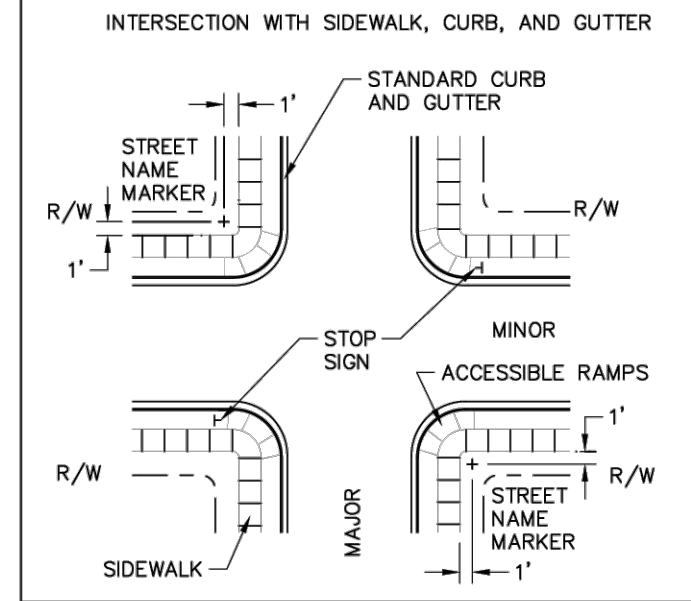 INTERSECTION WITH SIDEWALK, CURB, AND GUTTER
STANDARD CURB
AND GUTTER
1'
STREET
NAME
MARKER
R/W
1'
R/W
STOP
SIGN
MINOR
ACCESSIBLE RAMPS
1'
R/W
R/W
STREET
NAME
MARKER
MAJOR
SIDEWALK
1'